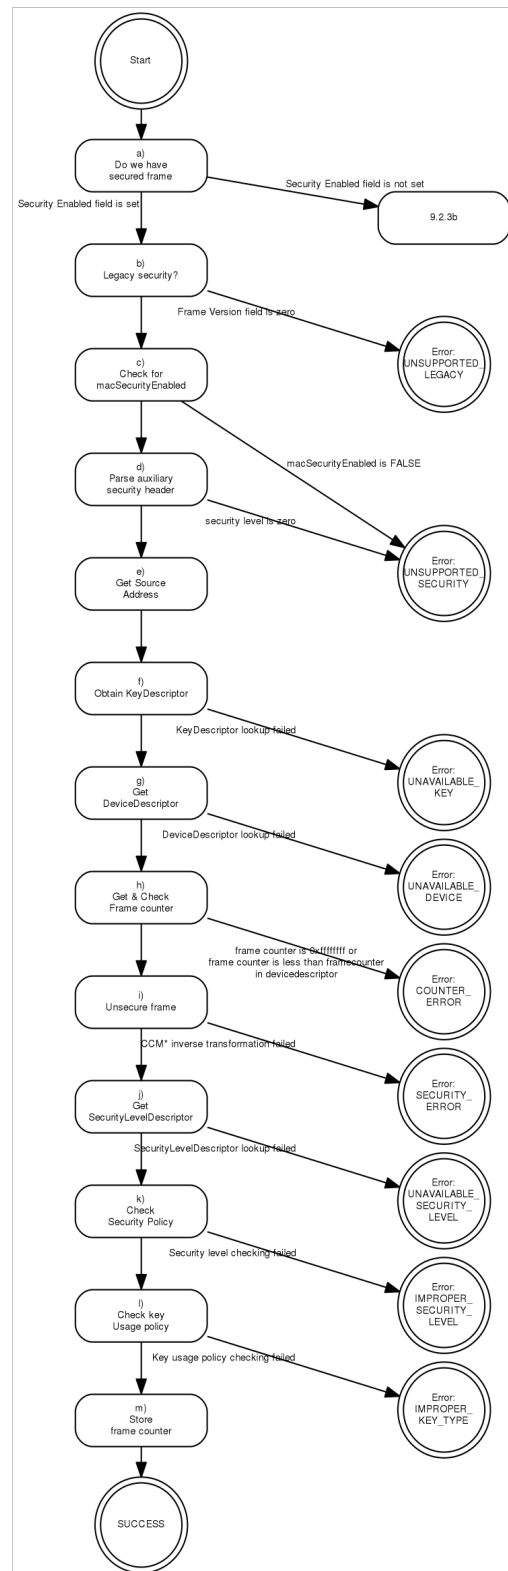 Start
a)
Do we have
secured frame
Security Enabled field is not set
Security Enabled field is set
9.2.3b
b)
Legacy security?
Frame Version field is zero
Error:
UNSUPPORTED_
LEGACY
c)
Check for
macSecurityEnabled
macSecurityEnabled is FALSE
d)
Parse auxiliary
security header
security level is zero
Error:
UNSUPPORTED_
SECURITY
e)
Get Source
Address
f)
Obtain KeyDescriptor
KeyDescriptor lookup failed
Error:
UNAVAILABLE_
KEY
g)
Get
DeviceDescriptor
DeviceDescriptor lookup failed
Error:
UNAVAILABLE_
DEVICE
h)
Get & Check
Frame counter
frame counter is 0xffffffff or
frame counter is less than framecounter
in devicedescriptor
Error:
COUNTER_
ERROR
i)
Unsecure frame
CCM* inverse transformation failed
Error:
SECURITY_
ERROR
j)
Get
SecurityLevelDescriptor
SecurityLevelDescriptor lookup failed
Error:
UNAVAILABLE_
SECURITY_
LEVEL
k)
Check
Security Policy
Security level checking failed
Error:
IMPROPER_
SECURITY_
LEVEL
l)
Check key
Usage policy
Key usage policy checking failed
Error:
IMPROPER_
KEY_TYPE
m)
Store
frame counter
SUCCESS